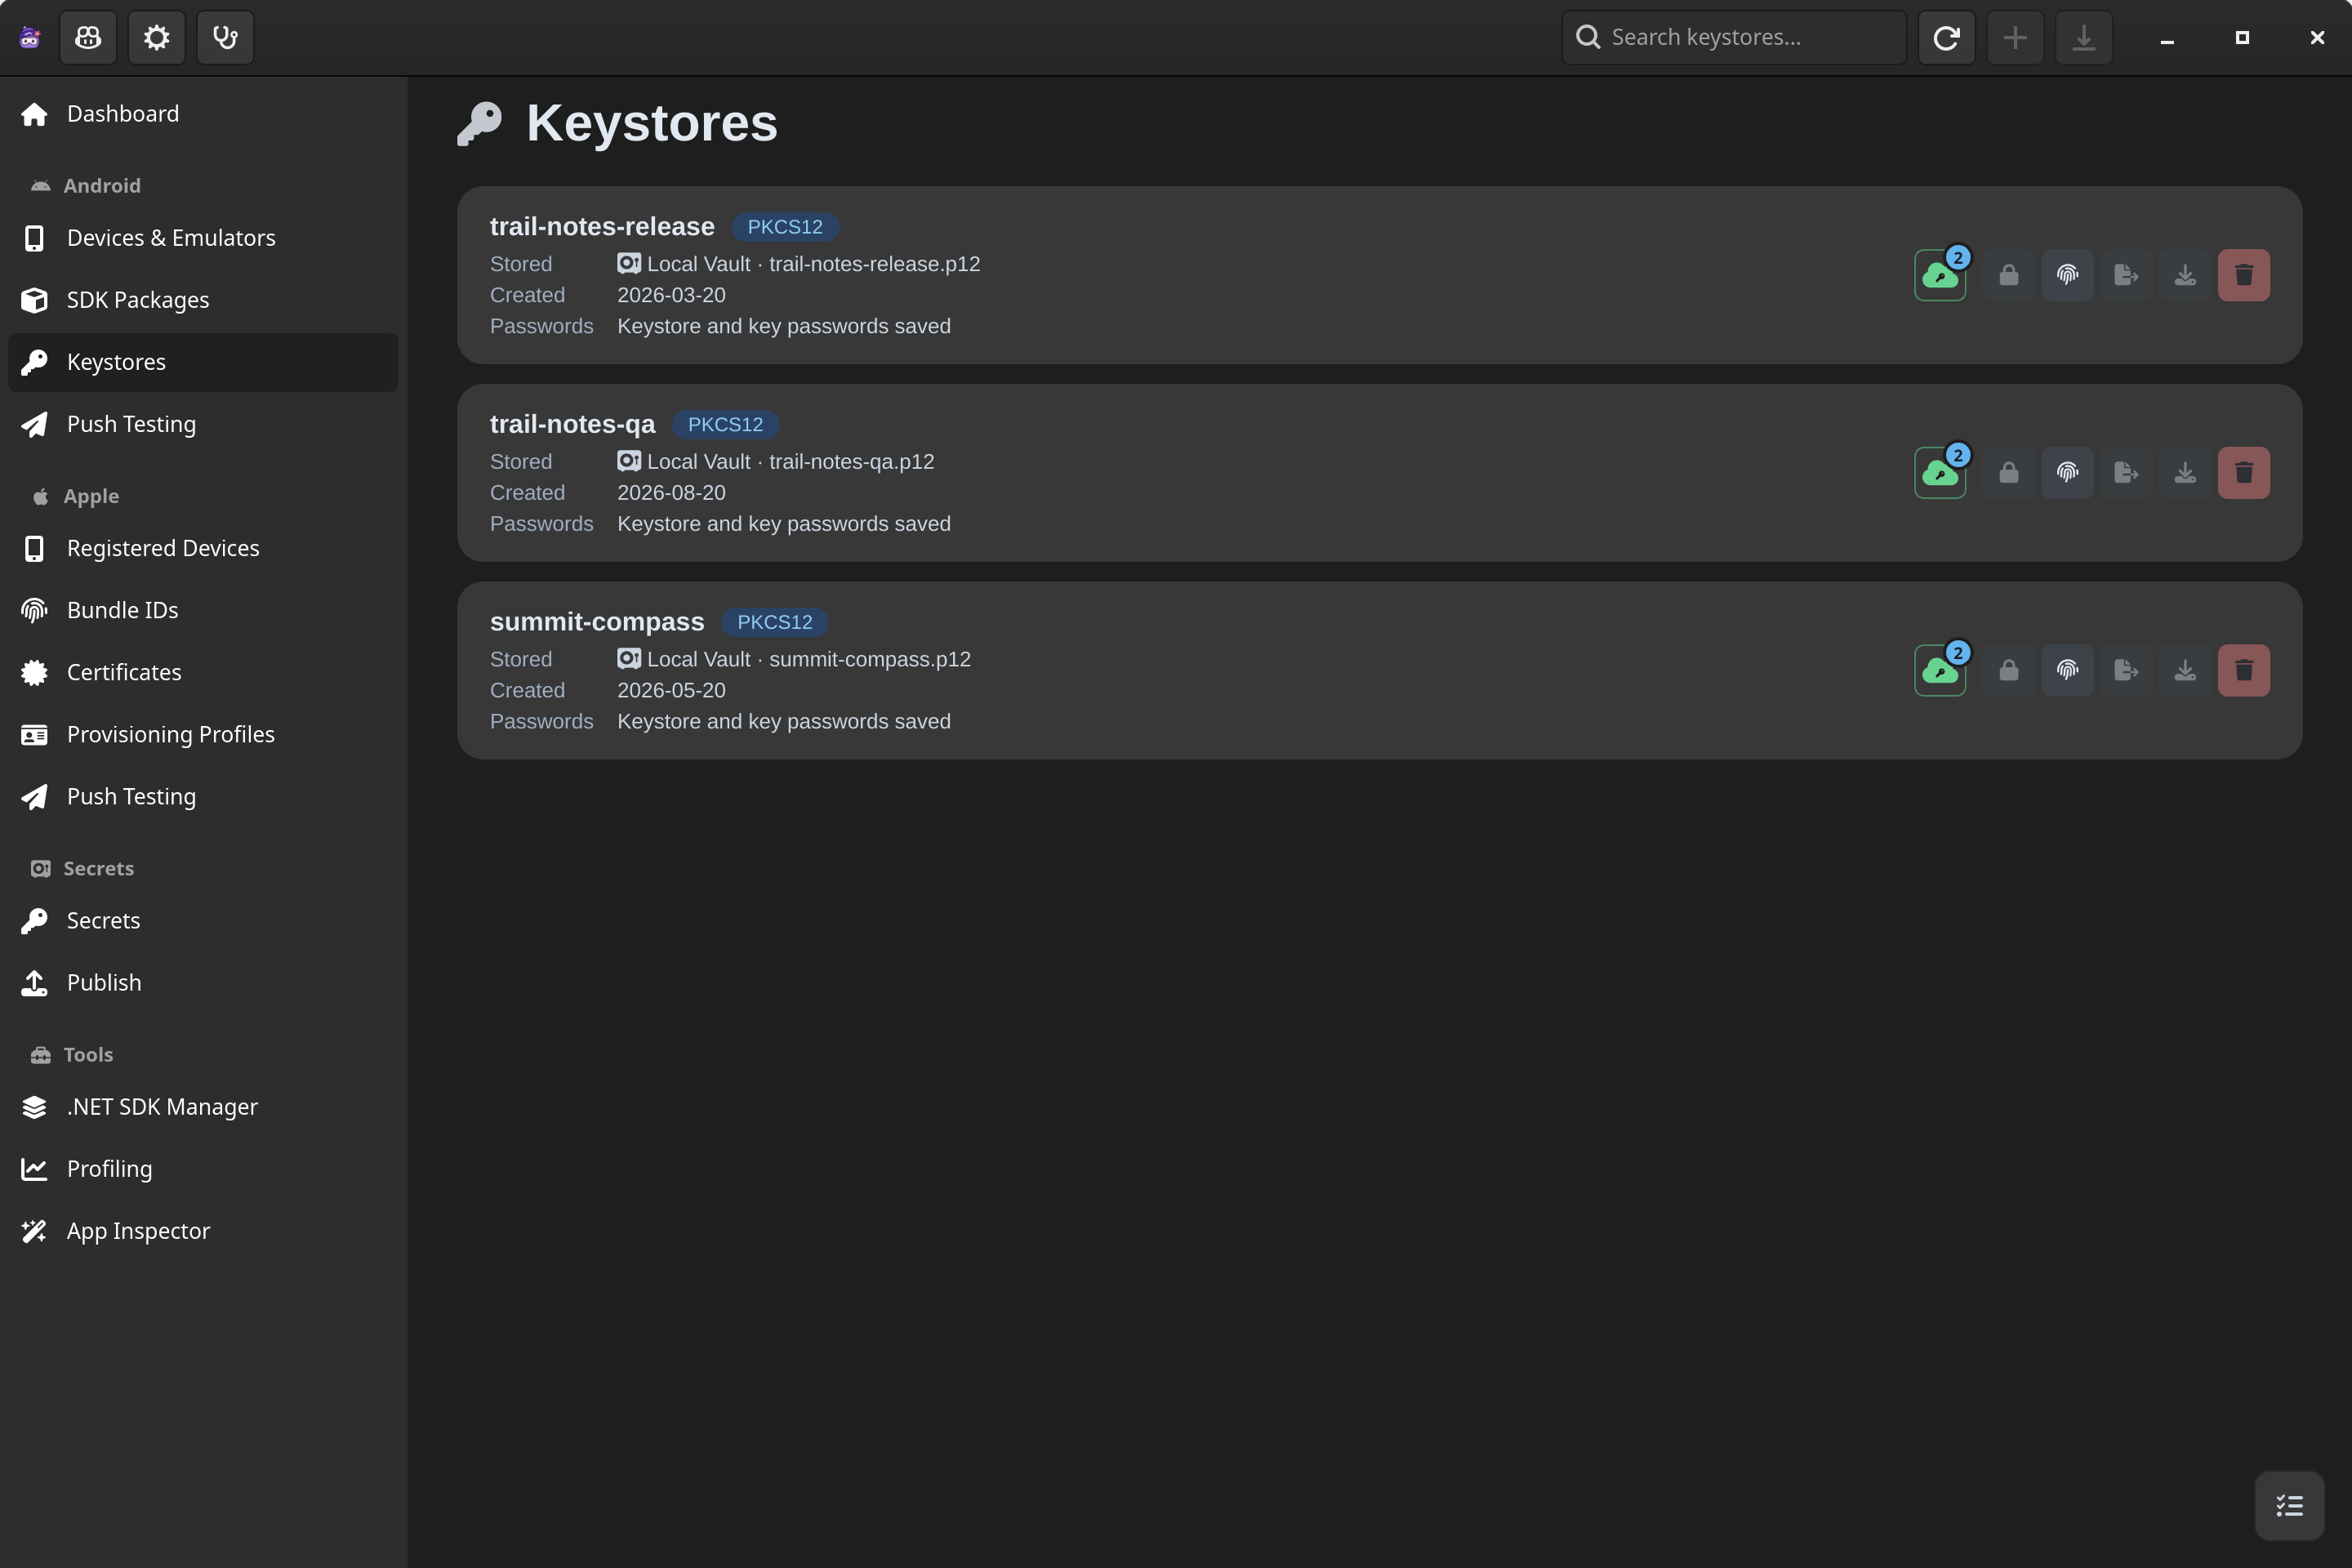 Search keystores...
Dashboard
Android
Devices & Emulators
SDK Packages
Keystores
Push Testing
Apple
Registered Devices
Bundle IDs
Certificates
Provisioning Profiles
Push Testing
Secrets
Secrets
Publish
Tools
.NET SDK Manager
Profiling
App Inspector
Keystores
trail-notes-release PKCS12
Stored Local Vault · trail-notes-release.p12
Created 2026-03-20
Passwords Keystore and key passwords saved
2
trail-notes-qa PKCS12
Stored Local Vault · trail-notes-qa.p12
Created 2026-08-20
Passwords Keystore and key passwords saved
2
summit-compass PKCS12
Stored Local Vault · summit-compass.p12
Created 2026-05-20
Passwords Keystore and key passwords saved
2